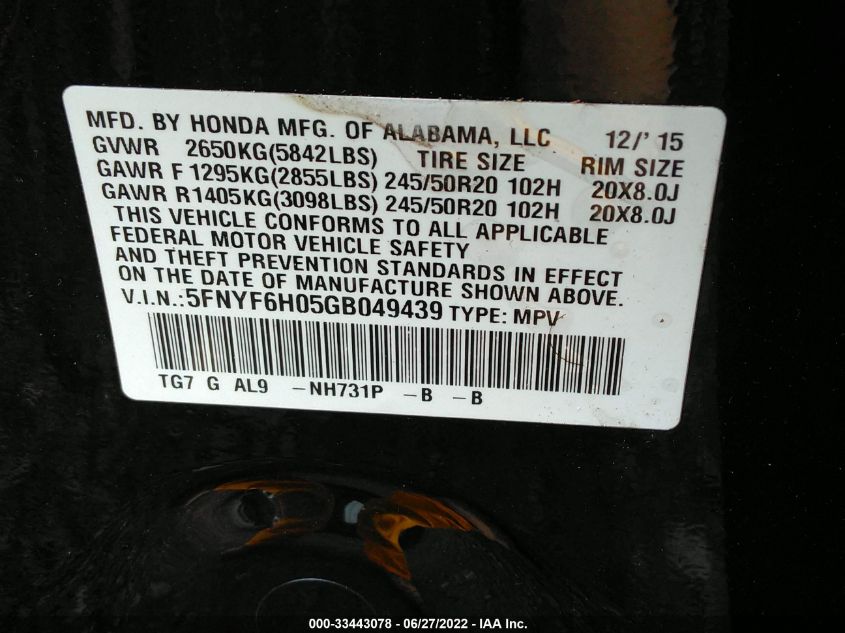 MFD. BY HONDA MFG. OF ALABAMA, LLC 12/' 15
GVWR 2650KG(5842LBS) TIRE SIZE RIM SIZE
GAWR F 1295KG(2855LBS) 245/50R20 102H 20X8.0J
GAWR R1405KG(3098LBS) 245/50R20 102H 20X8.0J
THIS VEHICLE CONFORMS TO ALL APPLICABLE
FEDERAL MOTOR VEHICLE SAFETY
AND THEFT PREVENTION STANDARDS IN EFFECT
ON THE DATE OF MANUFACTURE SHOWN ABOVE.
V.I.N.:5FNYF6H05GB049439 TYPE: MPV
TG7 G AL9 -NH731P -B -B
000-33443078 - 06/27/2022 - IAA Inc.